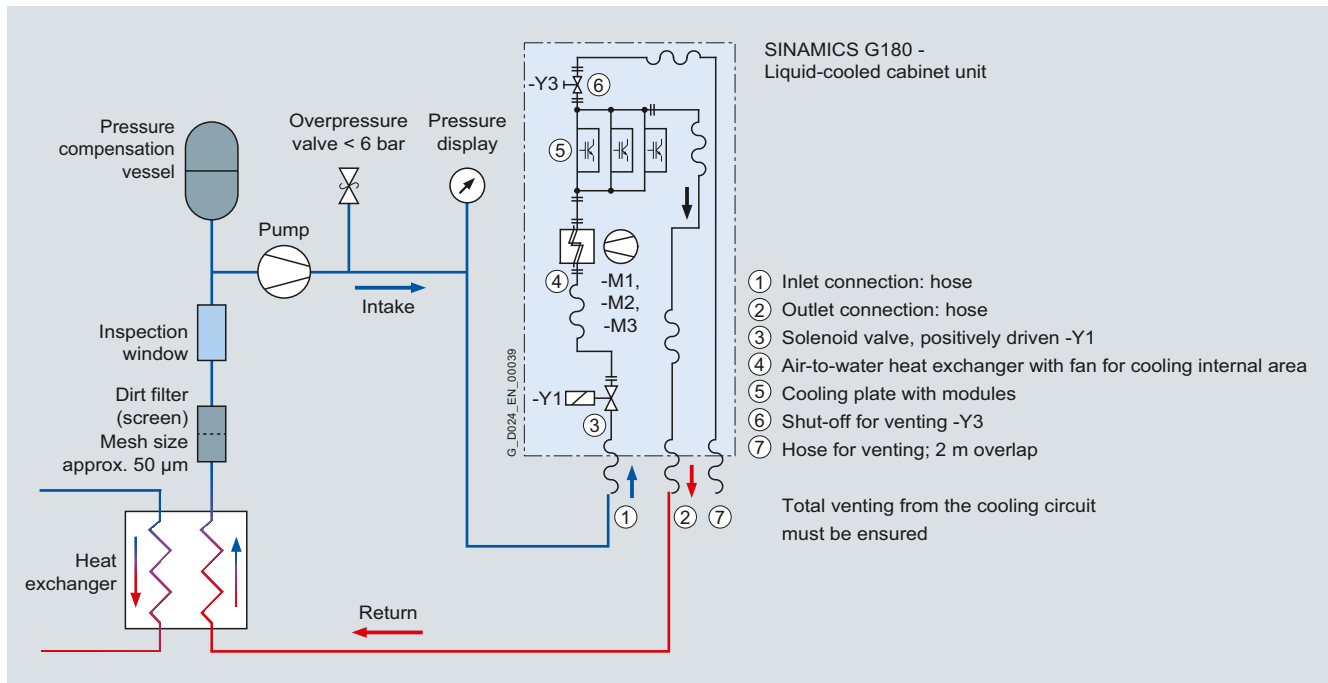 SINAMICS G180 -
Liquid-cooled cabinet unit
Pressure
compensation
vessel
Overpressure
valve < 6 bar
Pressure
display
-Y3
⑥
⑤
Pump
Intake
④
-M1,
-M2,
-M3
Inspection
window
Dirt filter
(screen)
Mesh size
approx. 50 μm
-Y1
③
G_D024_EN_00039
① Inlet connection: hose
② Outlet connection: hose
③ Solenoid valve, positively driven -Y1
④ Air-to-water heat exchanger with fan for cooling internal area
⑤ Cooling plate with modules
⑥ Shut-off for venting -Y3
⑦ Hose for venting; 2 m overlap
Total venting from the cooling circuit
must be ensured
①
②
⑦
Heat
exchanger
Return